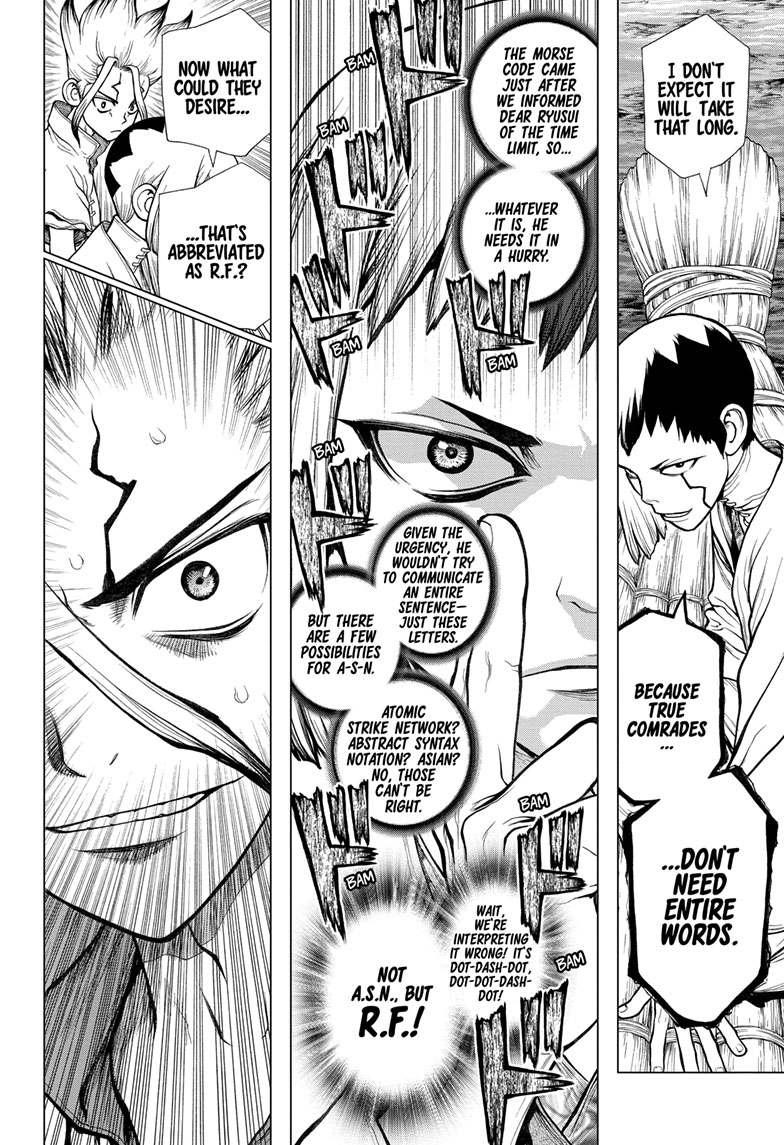 I DON'T
EXPECT IT
WILL TAKE
THAT LONG.
BECAUSE
TRUE
COMRADES
...
...DON'T
NEED
ENTIRE
WORDS.
THE MORSE
CODE CAME
JUST AFTER
WE INFORMED
DEAR RYUSUI
OF THE TIME
LIMIT, SO...
...WHATEVER
IT IS, HE
NEEDS IT IN
A HURRY.
BAM
BAM
BAM
BAM
BAM
BAM
GIVEN THE
URGENCY, HE
WOULDN'T TRY
TO COMMUNICATE
AN ENTIRE
SENTENCE—
JUST THESE
LETTERS.
BUT THERE
ARE A FEW
POSSIBILITIES
FOR A-S-N.
ATOMIC
STRIKE NETWORK?
ABSTRACT SYNTAX
NOTATION? ASIAN?
NO, THOSE
CAN'T BE
RIGHT.
BAM
BAM
BAM
WAIT,
WE'RE
INTERPRETING
IT WRONG! IT'S
DOT-DASH-DOT,
DOT-DOT-DASH-
DOT!
NOT
A.S.N., BUT
R.F.!
NOW WHAT
COULD THEY
DESIRE...
...THAT'S
ABBREVIATED
AS R.F.?